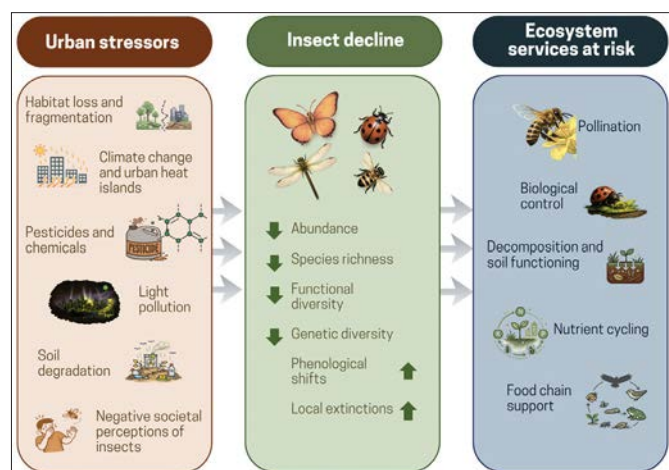 Urban stressors
Habitat loss and
fragmentation
Climate change
and urban heat
islands
Pesticides and
chemicals
PESTICIDE
Light
pollution
Soil
degradation
Negative societal
perceptions of
insects
Insect decline
Abundance
Species richness
Functional
diversity
Genetic diversity
Phenological
shifts
Local extinctions
Ecosystem
services at risk
Pollination
Biological
control
Decomposition and
soil functioning
Nutrient cycling
Food chain
support